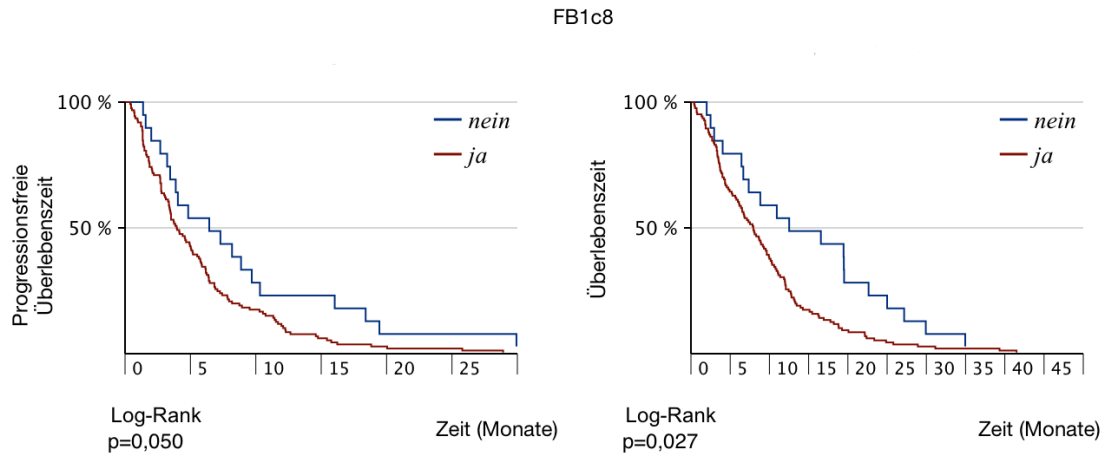 FB1c8
100 %
50 %
Progressionsfreie
Überlebenszeit
nein
ja
0 5 10 15 20 25
Log-Rank
p=0,050
Zeit (Monate)
100 %
50 %
Überlebenszeit
nein
ja
0 5 10 15 20 25 30 35 40 45
Log-Rank
p=0,027
Zeit (Monate)